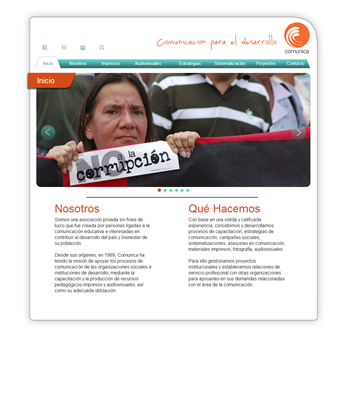 Comunicación para el desarrollo
comunica
Inicio Nosotros Impresos Audiovisuales Estrategias Sistematización Proyectos Contacto
Inicio
NO a la
corrupción
Nosotros
Somos una asociación privada sin fines de
lucro que fue creada por personas ligadas a la
comunicación educativa e interesadas en
contribuir al desarrollo del país y bienestar de
su población.
Desde sus orígenes, en 1989, Comunica ha
tenido la misión de apoyar los procesos de
comunicación de las organizaciones sociales e
instituciones de desarrollo, mediante la
capacitación y la producción de recursos
pedagógicos impresos y audiovisuales, así
como su adecuada utilización.
Qué Hacemos
Con base en una sólida y calificada
experiencia, concebimos y desarrollamos
procesos de capacitación, estrategias de
comunicación, campañas sociales,
sistematizaciones, asesorías en comunicación,
materiales impresos, fotografía, audiovisuales.
Para ello gestionamos proyectos
institucionales y establecemos relaciones de
servicio profesional con otras organizaciones
para apoyarlas en sus demandas relacionadas
con el área de la comunicación.